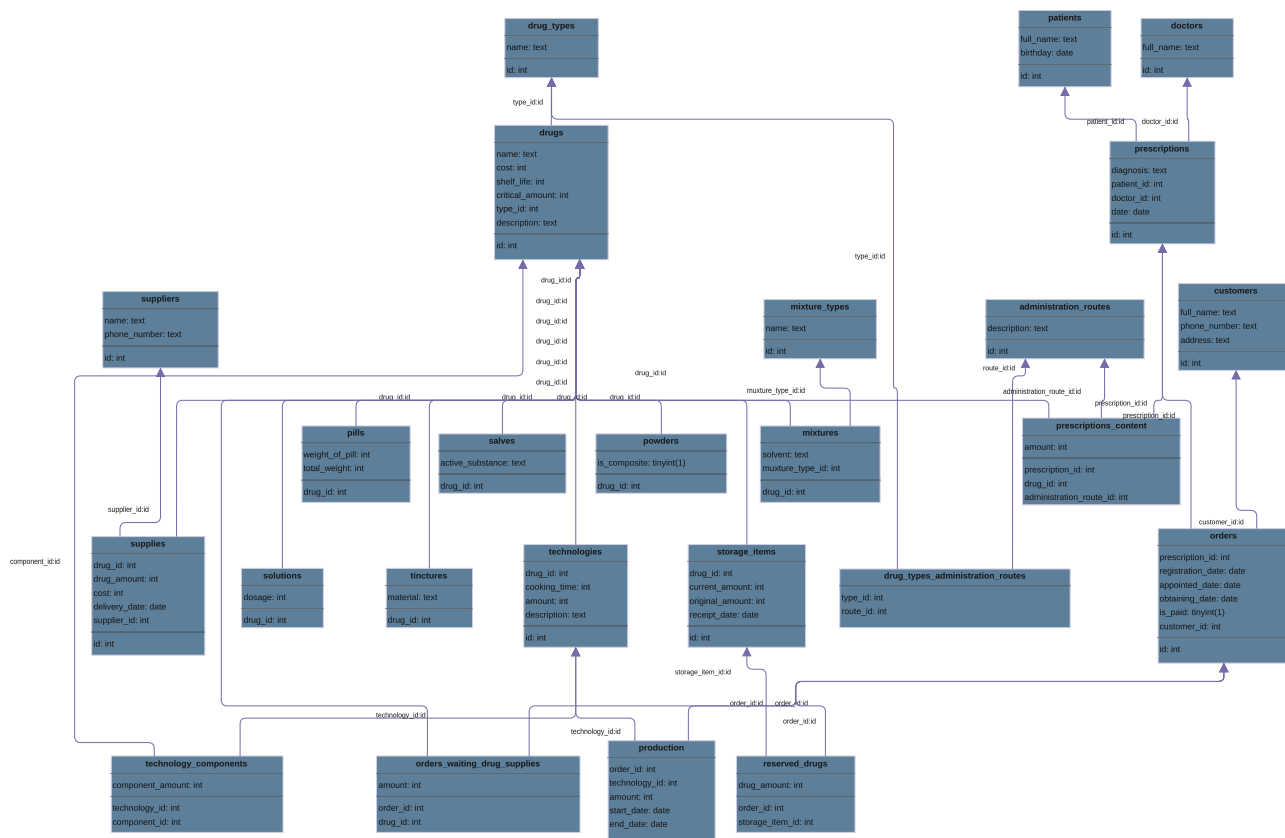 drug_types
name: text
id: int
patients
full_name: text
birthday: date
id: int
doctors
full_name: text
id: int
type_id:id
patient_id:id
doctor_id:id
drugs
name: text
cost: int
shelf_life: int
critical_amount: int
type_id: int
description: text
id: int
prescriptions
diagnosis: text
patient_id: int
doctor_id: int
date: date
id: int
type_id:id
drug_id:id
drug_id:id
drug_id:id
drug_id:id
drug_id:id
drug_id:id
drug_id:id
suppliers
name: text
phone_number: text
id: int
mixture_types
name: text
id: int
administration_routes
description: text
id: int
customers
full_name: text
phone_number: text
address: text
id: int
route_id:id
muxture_type_id:id
administration_route_id:id
drug_id:id
drug_id:id
drug_id:id
drug_id:id
prescription_id:id
prescription_id:id
pills
weight_of_pill: int
total_weight: int
drug_id: int
salves
active_substance: text
drug_id: int
powders
is_composite: tinyint(1)
drug_id: int
mixtures
solvent: text
muxture_type_id: int
drug_id: int
prescriptions_content
amount: int
prescription_id: int
drug_id: int
administration_route_id: int
supplier_id:id
customer_id:id
component_id:id
supplies
drug_id: int
drug_amount: int
cost: int
delivery_date: date
supplier_id: int
id: int
solutions
dosage: int
drug_id: int
tinctures
material: text
drug_id: int
technologies
drug_id: int
cooking_time: int
amount: int
description: text
id: int
storage_items
drug_id: int
current_amount: int
original_amount: int
receipt_date: date
id: int
drug_types_administration_routes
type_id: int
route_id: int
orders
prescription_id: int
registration_date: date
appointed_date: date
obtaining_date: date
is_paid: tinyint(1)
customer_id: int
id: int
storage_item_id:id
order_id:id
order_id:id
order_id:id
technology_id:id
technology_id:id
technology_components
component_amount: int
technology_id: int
component_id: int
orders_waiting_drug_supplies
amount: int
order_id: int
drug_id: int
production
order_id: int
technology_id: int
amount: int
start_date: date
end_date: date
reserved_drugs
drug_amount: int
order_id: int
storage_item_id: int